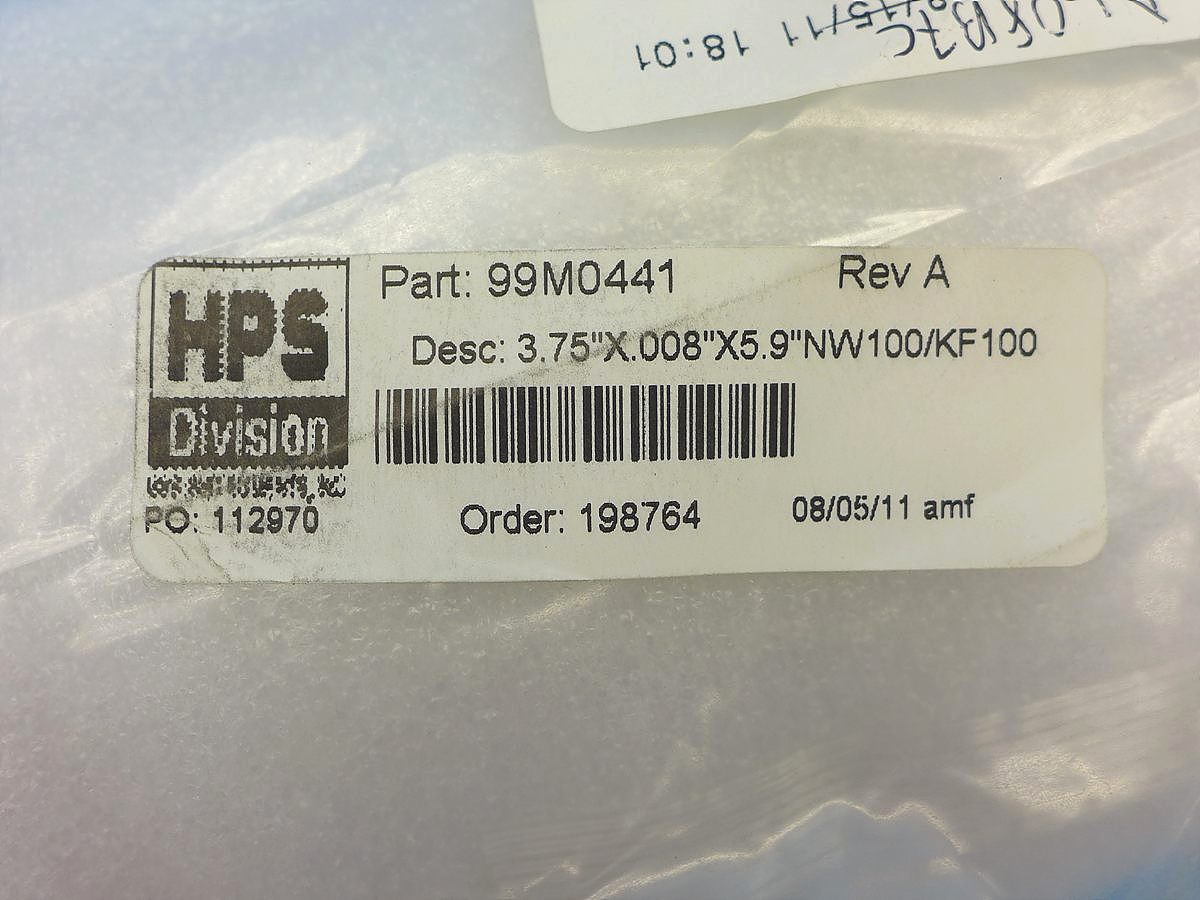 18:01
HPS
Division
Part: 99M0441
Rev A
Desc: 3.75"X.008"X5.9"NW100/KF100
PO: 112970
Order: 198764
08/05/11 amf